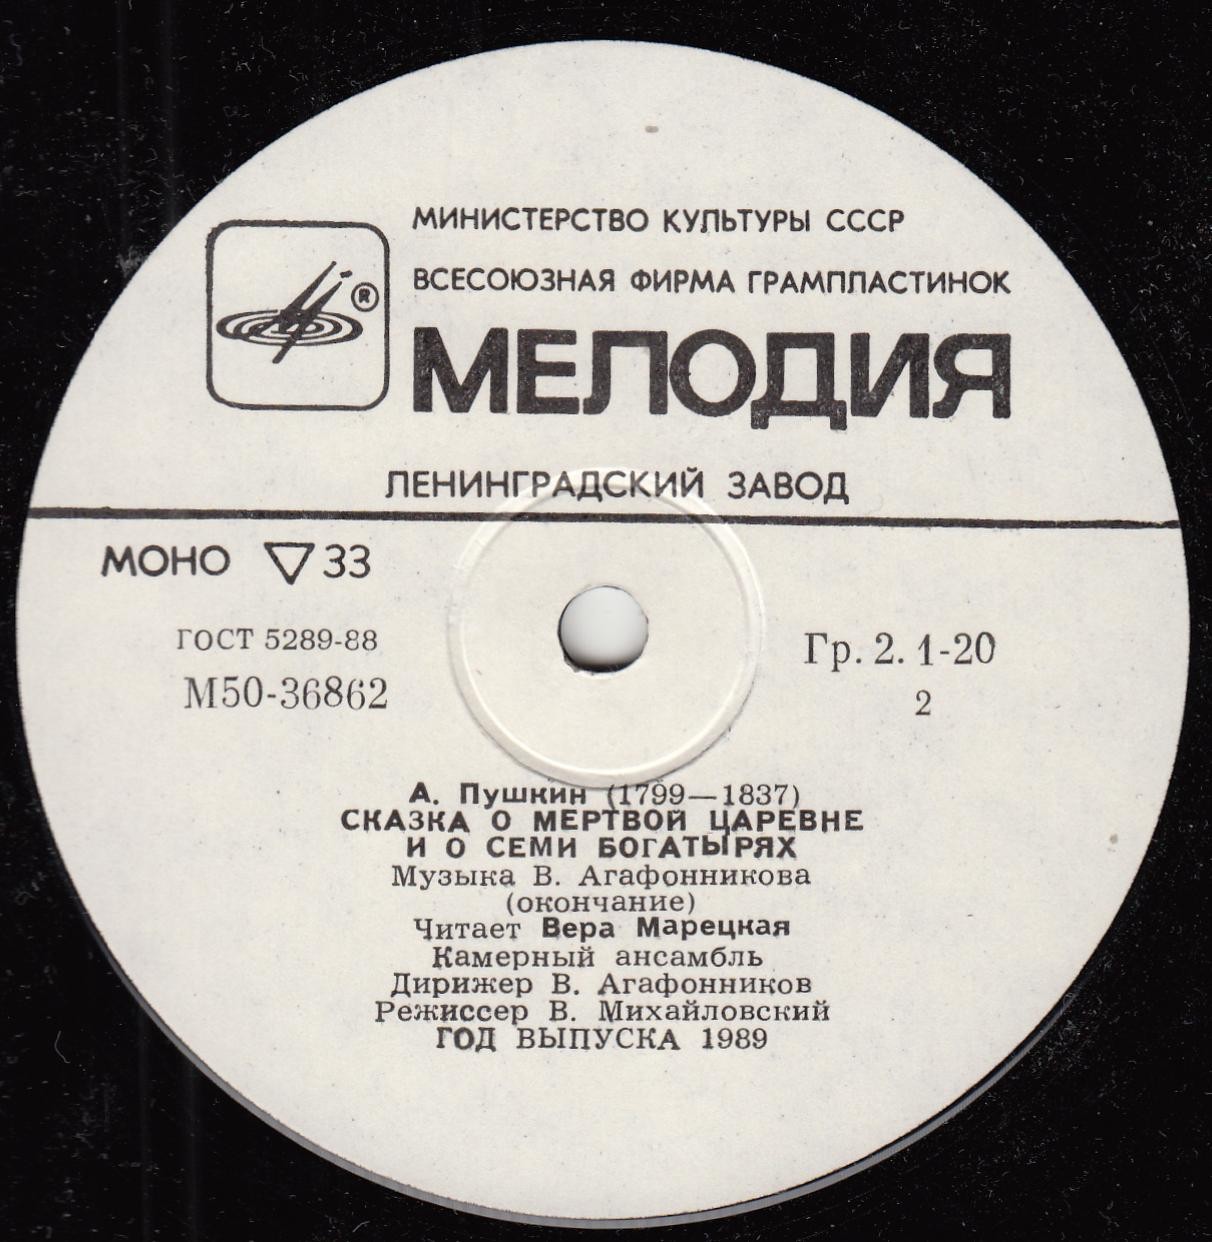 МИНИСТЕРСТВО КУЛЬТУРЫ СССР
ВСЕСОЮЗНАЯ ФИРМА ГРАМПЛАСТИНОК
®
МЕЛОДИЯ
ЛЕНИНГРАДСКИЙ ЗАВОД
МОНО ▽ 33
ГОСТ 5289-88
М50-36862
Гр. 2. 1-20
2
А. Пушкин (1799—1837)
СКАЗКА О МЕРТВОЙ ЦАРЕВНЕ
И О СЕМИ БОГАТЫРЯХ
Музыка В. Агафонникова
(окончание)
Читает Вера Марецкая
Камерный ансамбль
Дирижер В. Агафонников
Режиссер В. Михайловский
ГОД ВЫПУСКА 1989